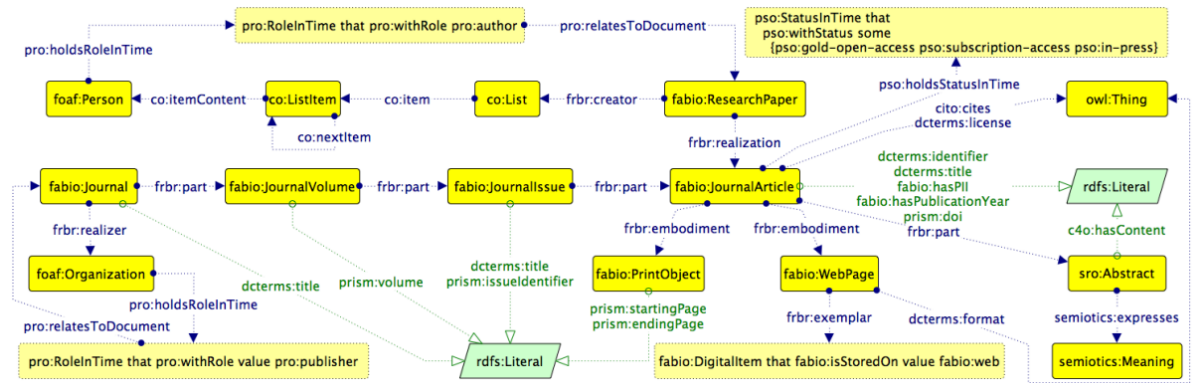 pro:RoleInTime that pro:withRole pro:author
pro:relatesToDocument
pso:StatusInTime that
pso:withStatus some
{pso:gold-open-access pso:subscription-access pso:in-press}
pro:holdsRoleInTime
pso:holdsStatusInTime
foaf:Person
co:itemContent
co:ListItem
co:item
co:List
frbr:creator
fabio:ResearchPaper
cito:cites
dcterms:license
owl:Thing
co:nextItem
frbr:realization
fabio:Journal
frbr:part
fabio:JournalVolume
frbr:part
fabio:JournalIssue
frbr:part
fabio:JournalArticle
dcterms:identifier
dcterms:title
fabio:hasPII
fabio:hasPublicationYear
prism:doi
frbr:part
rdfs:Literal
frbr:realizer
frbr:embodiment
frbr:embodiment
c4o:hasContent
foaf:Organization
dcterms:title
prism:volume
dcterms:title
prism:issueIdentifier
fabio:PrintObject
fabio:WebPage
sro:Abstract
pro:holdsRoleInTime
pro:relatesToDocument
prism:startingPage
prism:endingPage
frbr:exemplar
dcterms:format
semiotics:expresses
pro:RoleInTime that pro:withRole value pro:publisher
rdfs:Literal
fabio:DigitalItem that fabio:isStoredOn value fabio:web
semiotics:Meaning